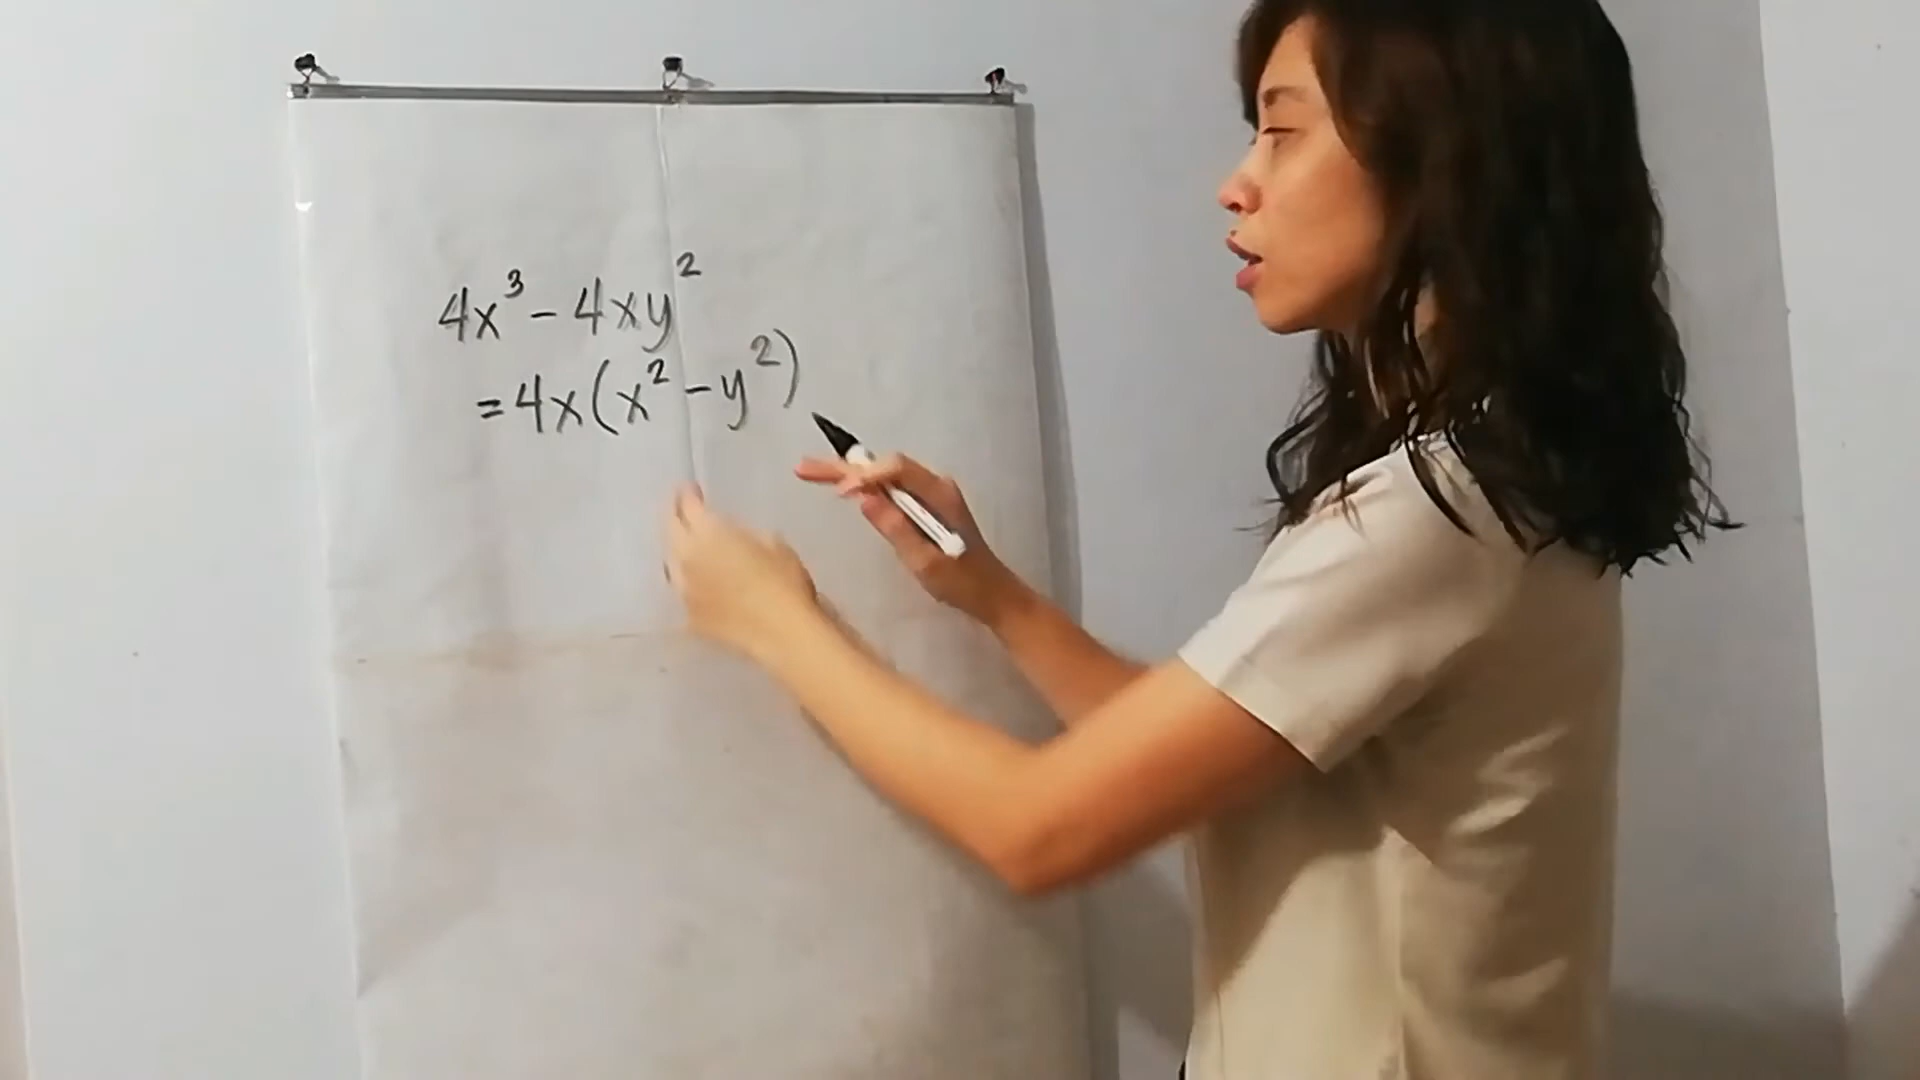 4x³ - 4xy²
= 4x(x² - y²)